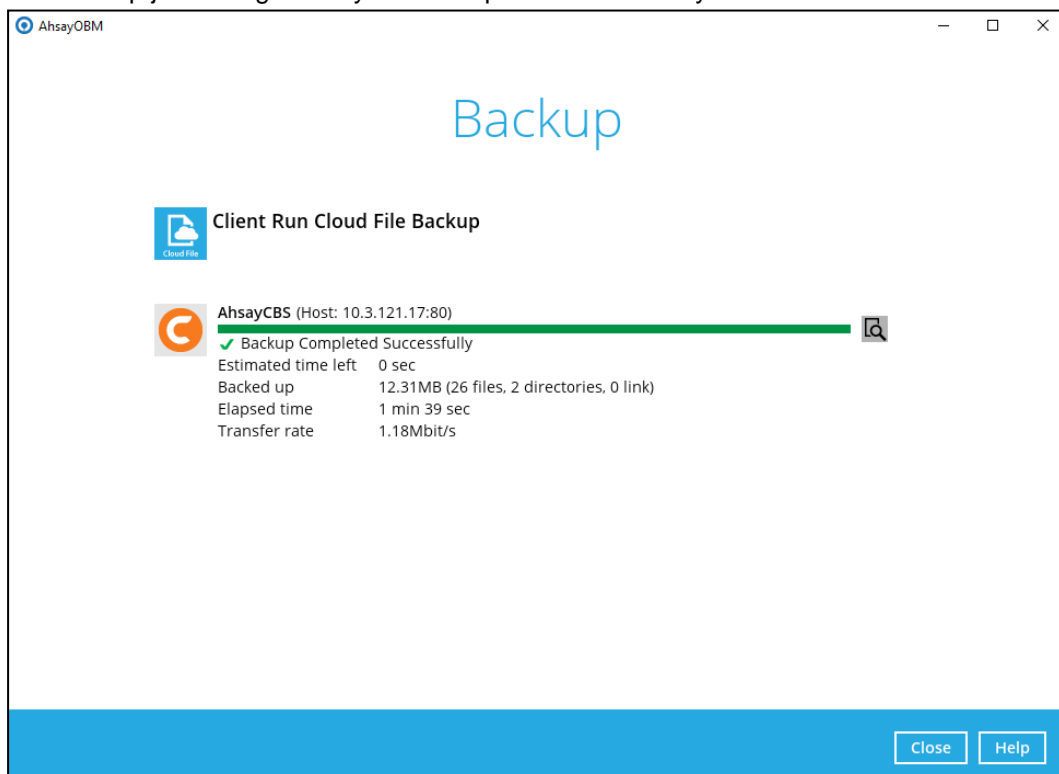 AhsayOBM
Backup
Client Run Cloud File Backup
Cloud File
AhsayCBS (Host: 10.3.121.17:80)
Backup Completed Successfully
Estimated time left 0 sec
Backed up 12.31MB (26 files, 2 directories, 0 link)
Elapsed time 1 min 39 sec
Transfer rate 1.18Mbit/s
Close Help